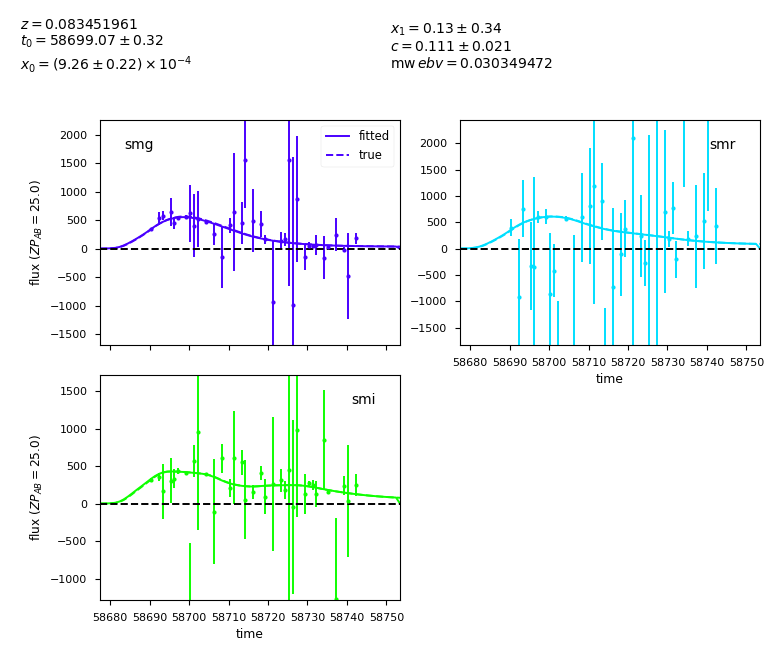 z = 0.083451961
t₀ = 58699.07 ± 0.32
x₀ = (9.26 ± 0.22) × 10⁻⁴
x₁ = 0.13 ± 0.34
c = 0.111 ± 0.021
mw ebv = 0.030349472
smg
fitted
true
flux (ZP_AB = 25.0)
2000
1500
1000
500
0
−500
−1000
−1500
smr
2000
1500
1000
500
0
−500
−1000
−1500
58680 58690 58700 58710 58720 58730 58740 58750
time
smi
flux (ZP_AB = 25.0)
1500
1000
500
0
−500
−1000
58680 58690 58700 58710 58720 58730 58740 58750
time